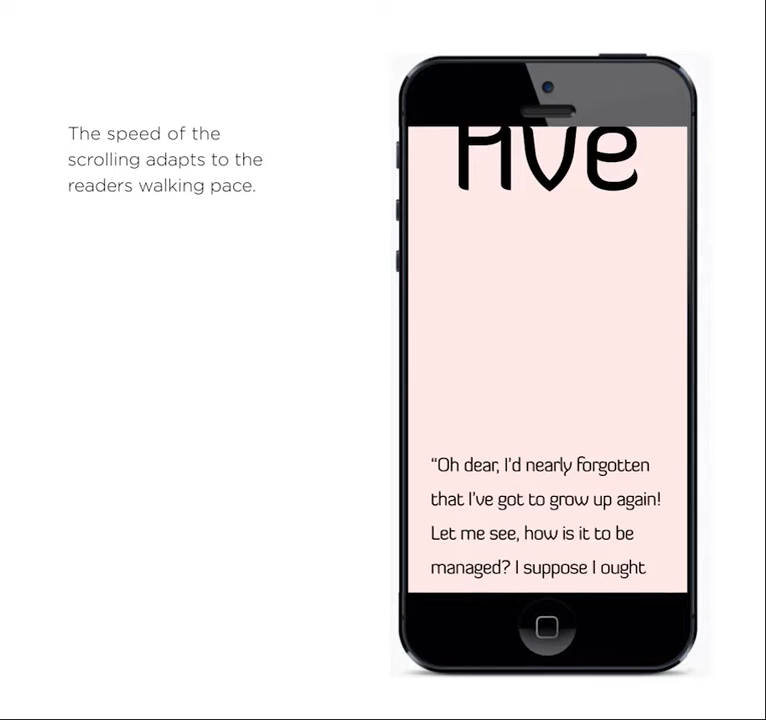 The speed of the
scrolling adapts to the
readers walking pace.
“Oh dear, I’d nearly forgotten
that I’ve got to grow up again!
Let me see, how is it to be
managed? I suppose I ought